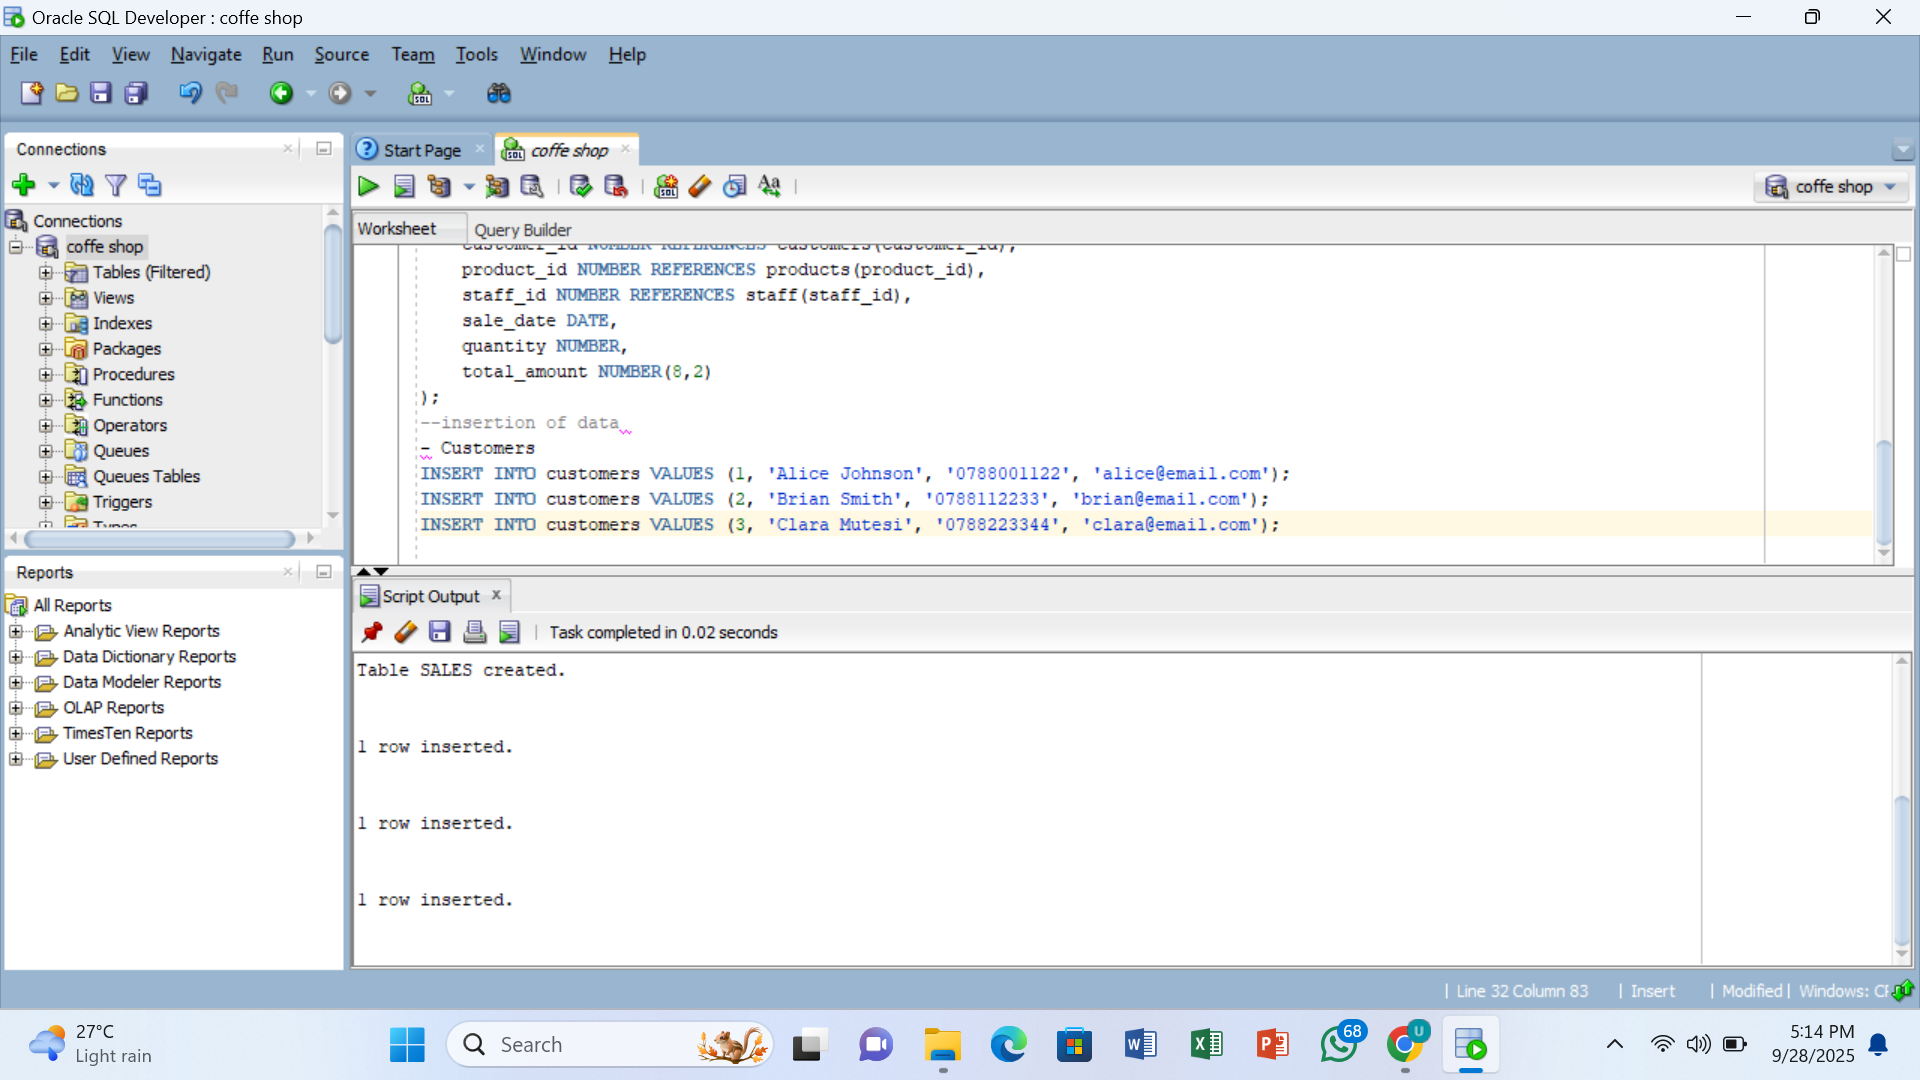 Oracle SQL Developer : coffe shop
File Edit View Navigate Run Source Team Tools Window Help
Connections
Connections
coffe shop
Tables (Filtered)
Views
Indexes
Packages
Procedures
Functions
Operators
Queues
Queues Tables
Triggers
Types
Reports
All Reports
Analytic View Reports
Data Dictionary Reports
Data Modeler Reports
OLAP Reports
TimesTen Reports
User Defined Reports
Start Page
coffe shop
coffe shop
Worksheet Query Builder
customer_id NUMBER REFERENCES customers(customer_id),
product_id NUMBER REFERENCES products(product_id),
staff_id NUMBER REFERENCES staff(staff_id),
sale_date DATE,
quantity NUMBER,
total_amount NUMBER(8,2)
);
--insertion of data
- Customers
INSERT INTO customers VALUES (1, 'Alice Johnson', '0788001122', 'alice@email.com');
INSERT INTO customers VALUES (2, 'Brian Smith', '0788112233', 'brian@email.com');
INSERT INTO customers VALUES (3, 'Clara Mutesi', '0788223344', 'clara@email.com');
Script Output
Task completed in 0.02 seconds
Table SALES created.
1 row inserted.
1 row inserted.
1 row inserted.
| Line 32 Column 83 | Insert | Modified | Windows:
27°C
Light rain
Search
68
U
5:14 PM
9/28/2025